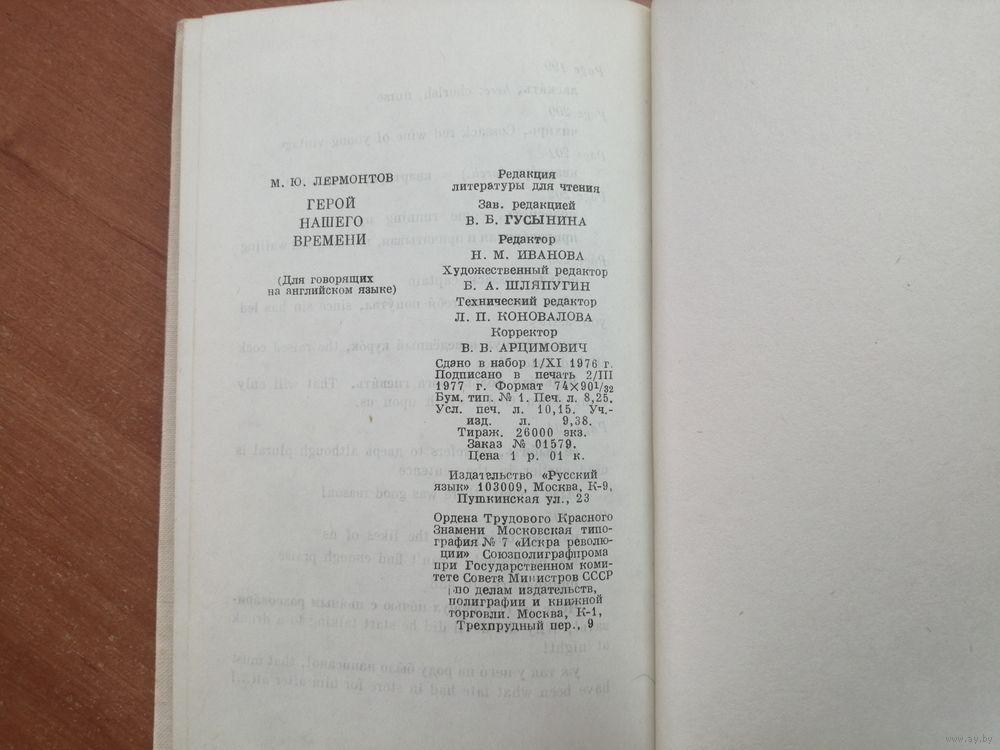 М. Ю. ЛЕРМОНТОВ
ГЕРОЙ
НАШЕГО
ВРЕМЕНИ
(Для говорящих
на английском языке)
Редакция
литературы для чтения
Зав. редакцией
В. Б. ГУСЫНИНА
Редактор
Н. М. ИВАНОВА
Художественный редактор
Б. А. ШЛЯПУГИН
Технический редактор
Л. П. КОНОВАЛОВА
Корректор
В. В. АРЦИМОВИЧ
Сдано в набор 1/XI 1976 г.
Подписано в печать 2/III
1977 г. Формат 74×90 1/32
Бум. тип. № 1. Печ. л. 8,25.
Усл. печ. л. 10,15. Уч.-
изд. л. 9,38.
Тираж. 26000 экз.
Заказ № 01579.
Цена 1 р. 01 к.
Издательство «Русский
язык» 103009, Москва, К-9,
Пушкинская ул., 23
Ордена Трудового Красного
Знамени Московская типо-
графия № 7 «Искра револю-
ции» Союзполиграфпрома
при Государственном коми-
тете Совета Министров СССР
по делам издательств,
полиграфии и книжной
торговли. Москва, К-1,
Трехпрудный пер., 9
www.ay.by